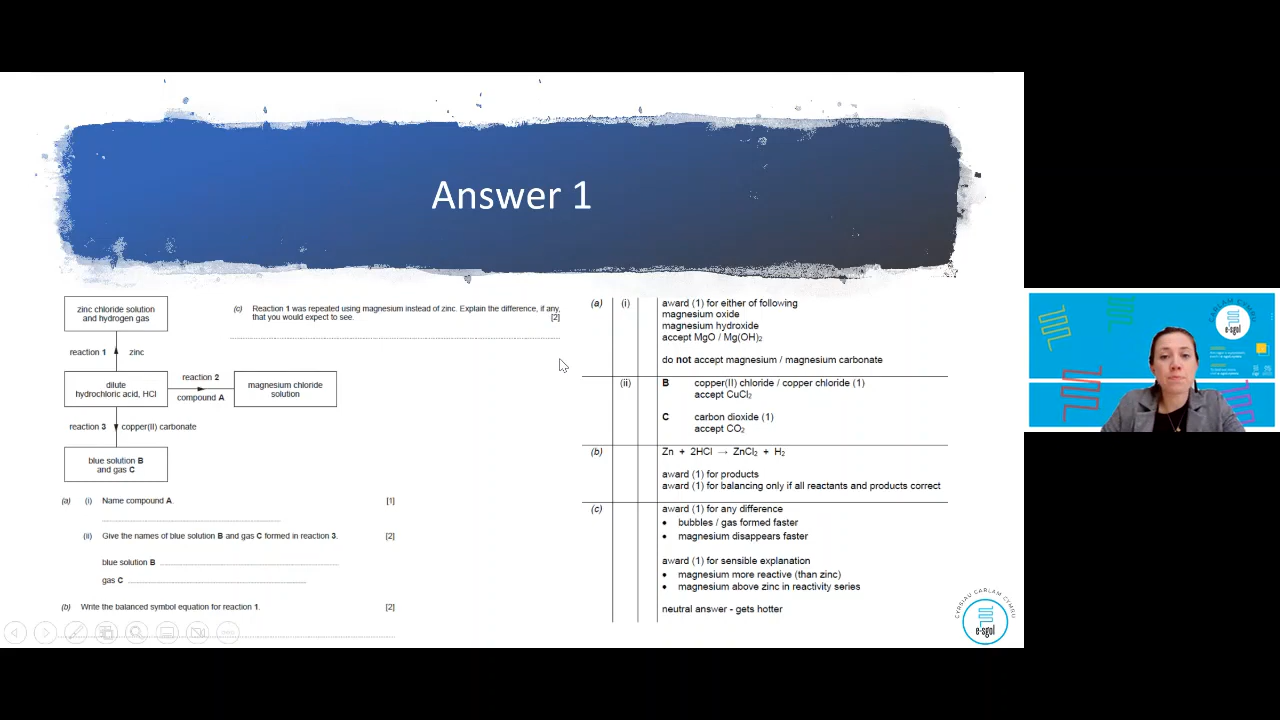 Answer 1
zinc chloride solution
and hydrogen gas
reaction 1
zinc
dilute
hydrochloric acid, HCl
reaction 2
compound A
magnesium chloride
solution
reaction 3
copper(II) carbonate
blue solution B
and gas C
(a) (i) Name compound A. [1]
(ii) Give the names of blue solution B and gas C formed in reaction 3. [2]
blue solution B
gas C
(b) Write the balanced symbol equation for reaction 1. [2]
(c) Reaction 1 was repeated using magnesium instead of zinc. Explain the difference, if any,
that you would expect to see. [2]
(a) (i) award (1) for either of following
magnesium oxide
magnesium hydroxide
accept MgO / Mg(OH)₂
do not accept magnesium / magnesium carbonate
(ii) B copper(II) chloride / copper chloride (1)
accept CuCl₂
C carbon dioxide (1)
accept CO₂
(b) Zn + 2HCl → ZnCl₂ + H₂
award (1) for products
award (1) for balancing only if all reactants and products correct
(c) award (1) for any difference
• bubbles / gas formed faster
• magnesium disappears faster
award (1) for sensible explanation
• magnesium more reactive (than zinc)
• magnesium above zinc in reactivity series
neutral answer - gets hotter
CYRSIAU CARLAM CYMRU
e-sgol
CARLAM CYMRU
e-sgol